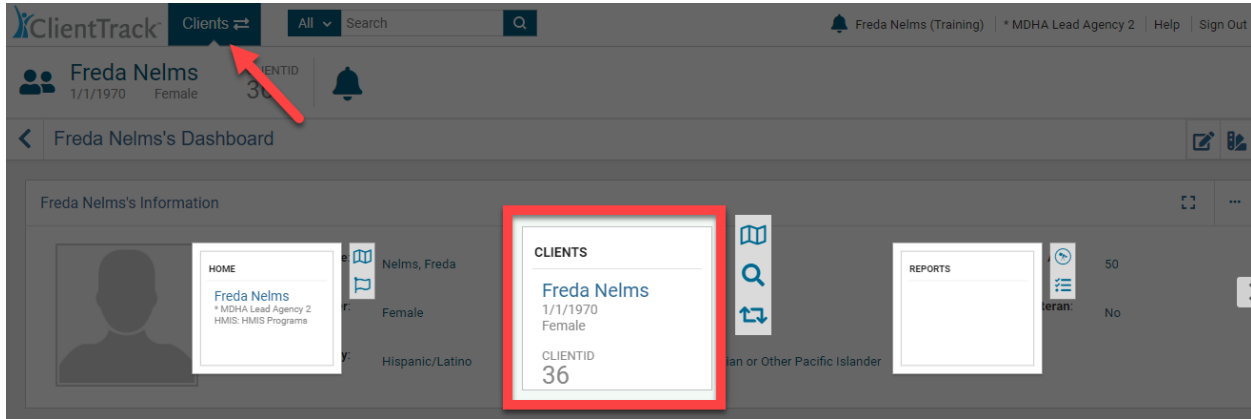 ClientTrack Clients All Search Freda Nelms (Training) * MDHA Lead Agency 2 Help Sign Out
Freda Nelms
1/1/1970 Female
Freda Nelms's Dashboard
Freda Nelms's Information
HOME
Freda Nelms
* MDHA Lead Agency 2
HMIS: HMIS Programs
CLIENTS
Freda Nelms
1/1/1970
Female
CLIENTID
36
REPORTS
Nelms, Freda
50
Female
No
Hispanic/Latino
or Other Pacific Islander